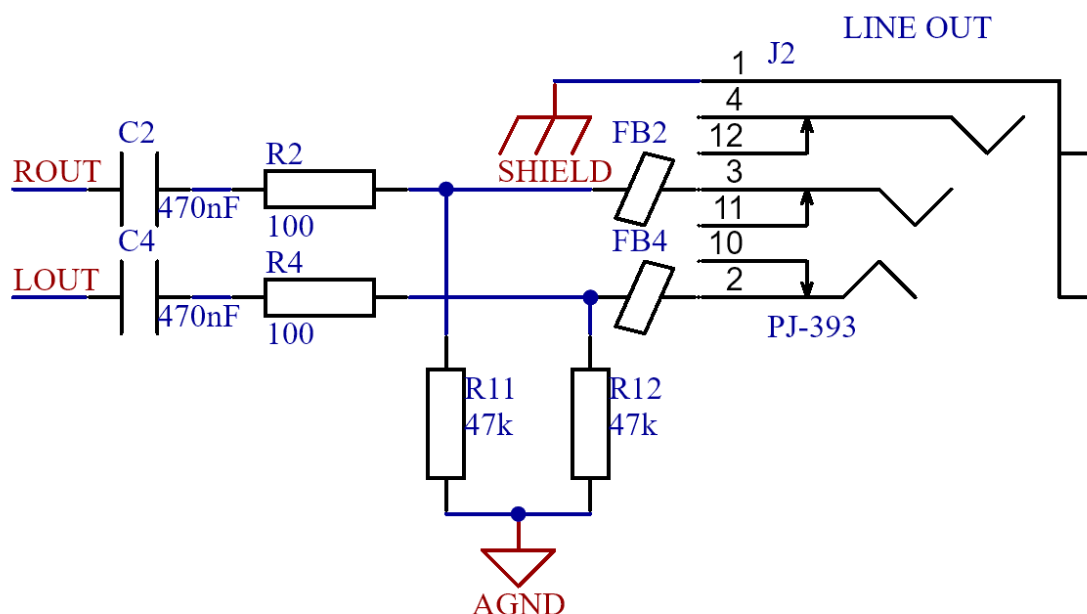 LINE OUT
J2
1
4
12
3
11
10
2
PJ-393
SHIELD
FB2
FB4
ROUT
C2
470nF
R2
100
LOUT
C4
470nF
R4
100
R11
47k
R12
47k
AGND